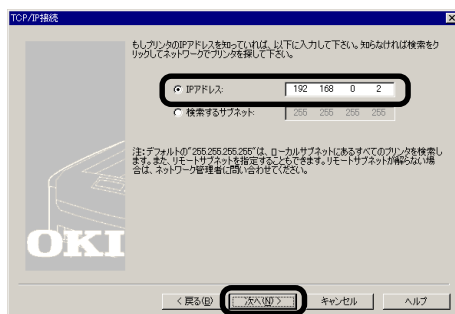 TCP/IP接続
もしプリンタのIPアドレスを知っていれば、以下に入力して下さい。知らなければ検索をク
リックしてネットワークでプリンタを探して下さい。
IPアドレス: 192 168 0 2
検索するサブネット: 255 255 255 255
注:デフォルトの"255.255.255.255"は、ローカルサブネットにあるすべてのプリンタを検索し
ます。また、リモートサブネットを指定することもできます。リモートサブネットが解らない場
合は、ネットワーク管理者に問い合わせてください。
OKI
< 戻る(B) 次へ(N) > キャンセル ヘルプ